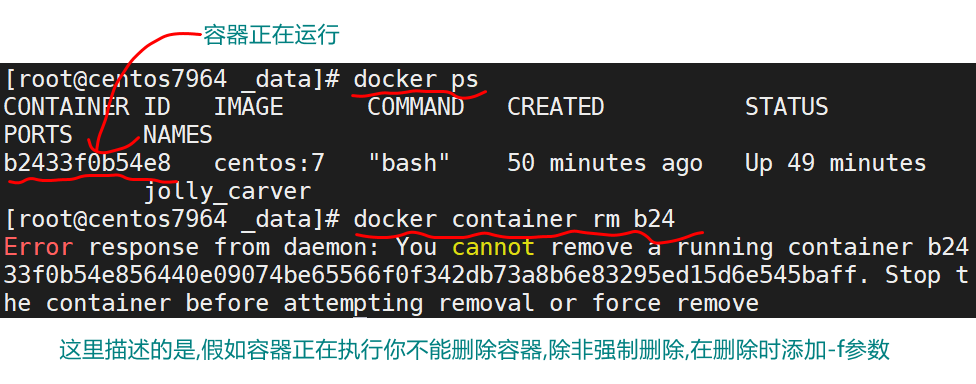 容器正在运行
[root@centos7964 _data]# docker ps
CONTAINER ID   IMAGE      COMMAND   CREATED          STATUS
PORTS     NAMES
b2433f0b54e8   centos:7   "bash"    50 minutes ago   Up 49 minutes
          jolly_carver
[root@centos7964 _data]# docker container rm b24
Error response from daemon: You cannot remove a running container b24
33f0b54e856440e09074be65566f0f342db73a8b6e83295ed15d6e545baff. Stop t
he container before attempting removal or force remove
这里描述的是,假如容器正在执行你不能删除容器,除非强制删除,在删除时添加-f参数